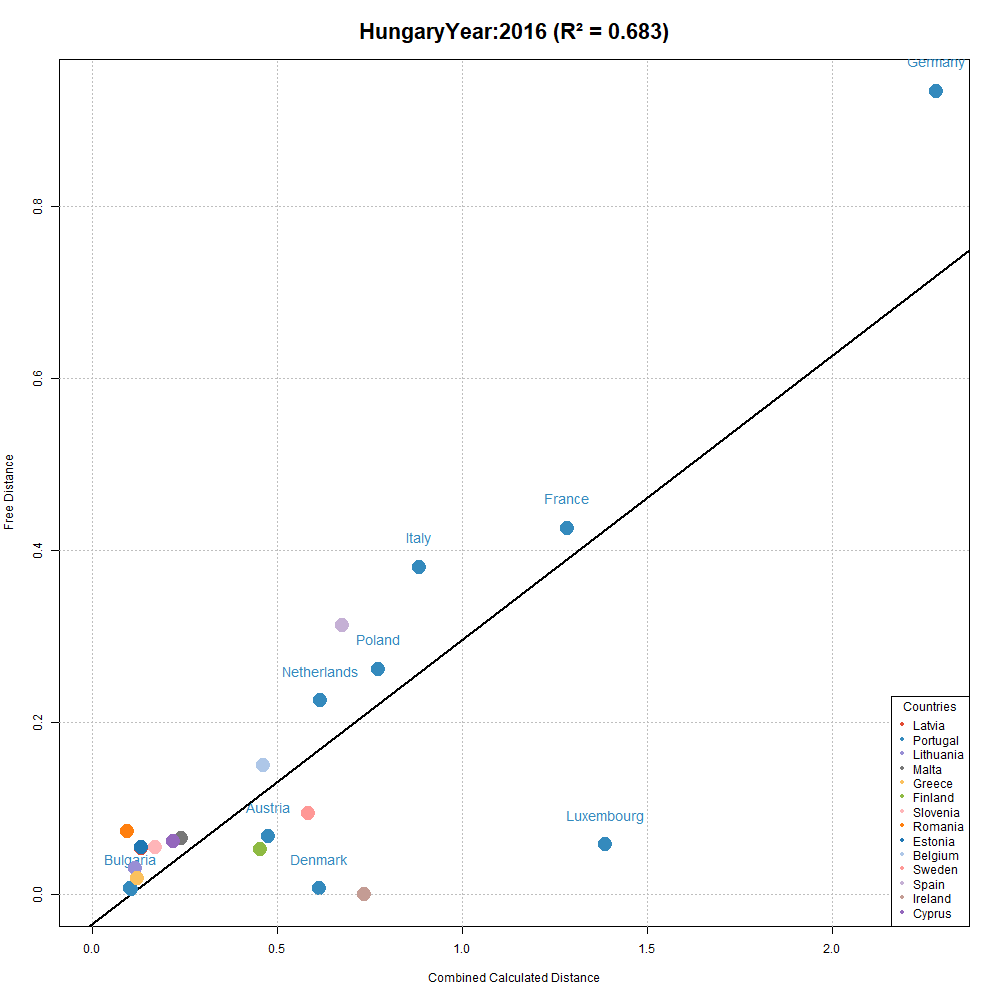 HungaryYear:2016 (R² = 0.683)
Germany
France
Italy
Poland
Netherlands
Austria
Luxembourg
Bulgaria
Denmark
Free Distance
0.8
0.6
0.4
0.2
0.0
0.0
0.5
1.0
1.5
2.0
Combined Calculated Distance
Countries
Latvia
Portugal
Lithuania
Malta
Greece
Finland
Slovenia
Romania
Estonia
Belgium
Sweden
Spain
Ireland
Cyprus